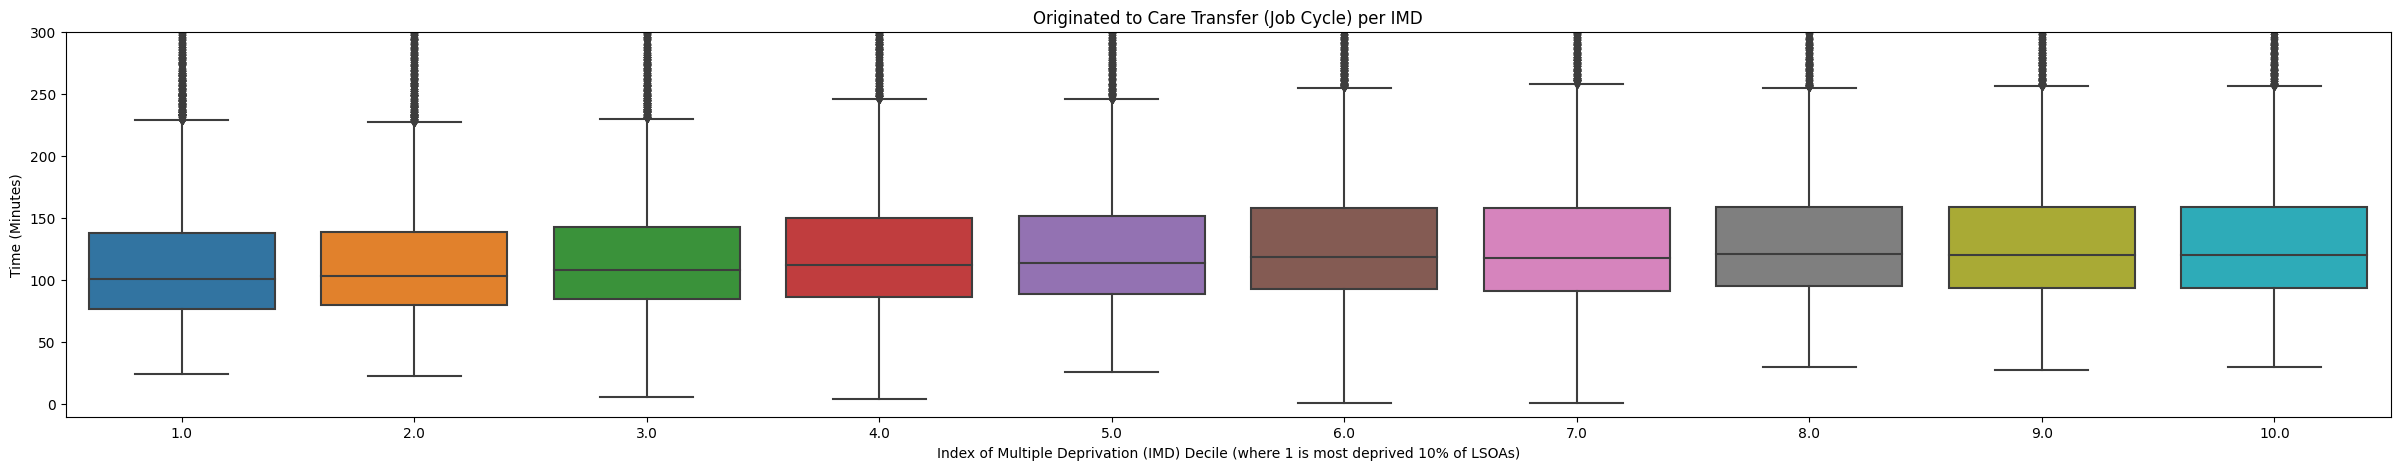 Originated to Care Transfer (Job Cycle) per IMD
300
250
200
150
100
50
0
Time (Minutes)
1.0 2.0 3.0 4.0 5.0 6.0 7.0 8.0 9.0 10.0
Index of Multiple Deprivation (IMD) Decile (where 1 is most deprived 10% of LSOAs)